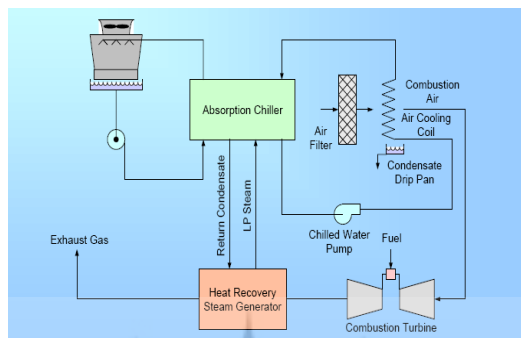 Absorption Chiller
Air
Filter
Combustion
Air
Air Cooling
Coil
Condensate
Drip Pan
Return Condensate
LP Steam
Chilled Water
Pump
Exhaust Gas
Fuel
Heat Recovery
Steam Generator
Combustion Turbine